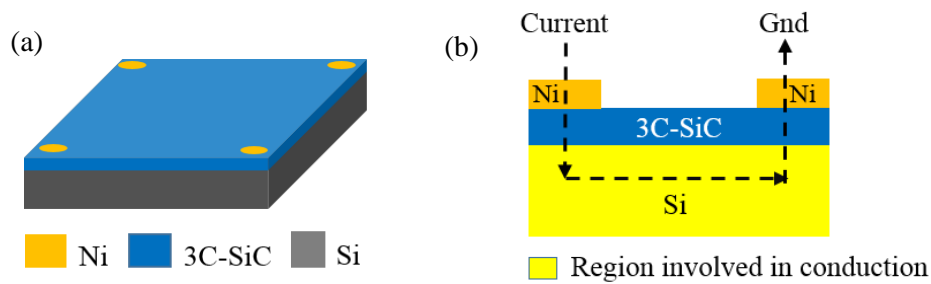 (a)
Ni 3C-SiC Si
(b)
Current Gnd
Ni Ni
3C-SiC
Si
Region involved in conduction